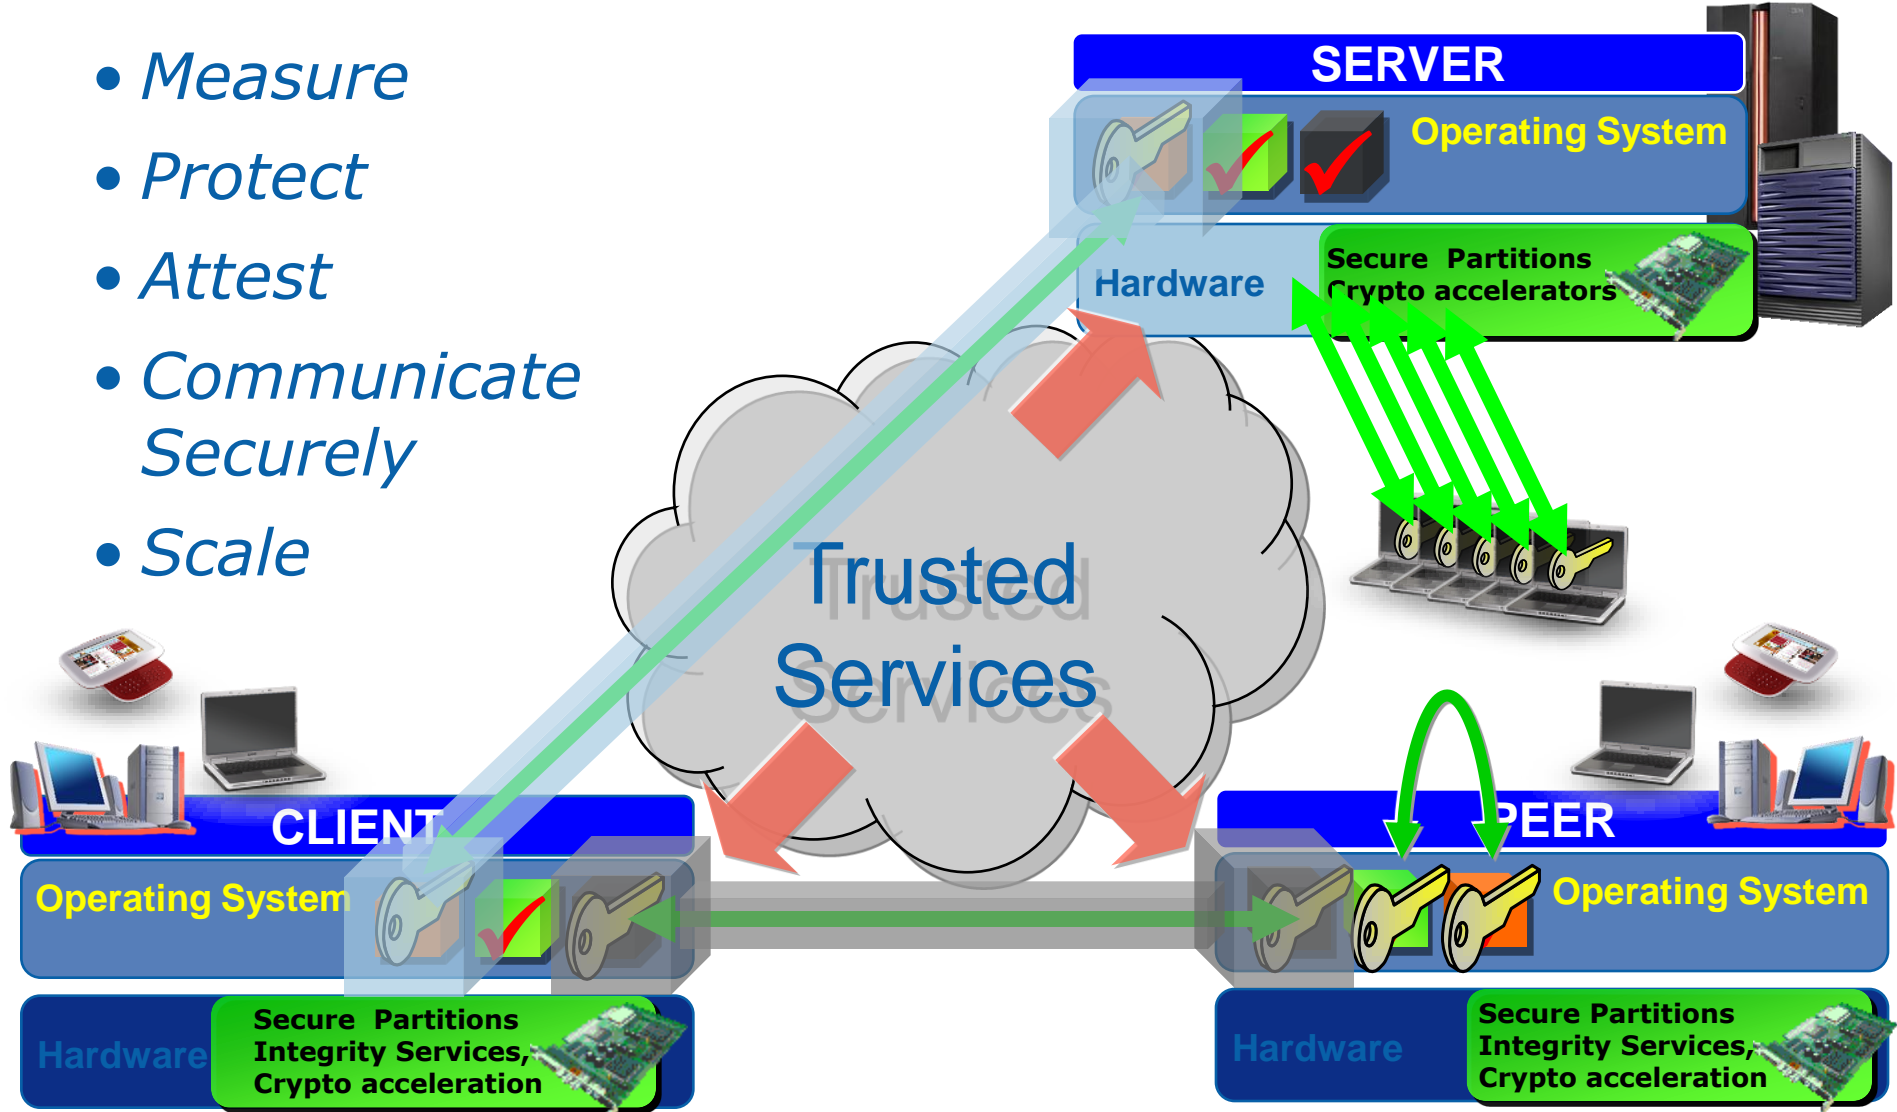 • Measure
• Protect
• Attest
• Communicate
Securely
• Scale
SERVER
Operating System
Hardware
Secure Partitions
Crypto accelerators
Trusted
Services
CLIENT
Operating System
Hardware
Secure Partitions
Integrity Services,
Crypto acceleration
PEER
Operating System
Hardware
Secure Partitions
Integrity Services,
Crypto acceleration